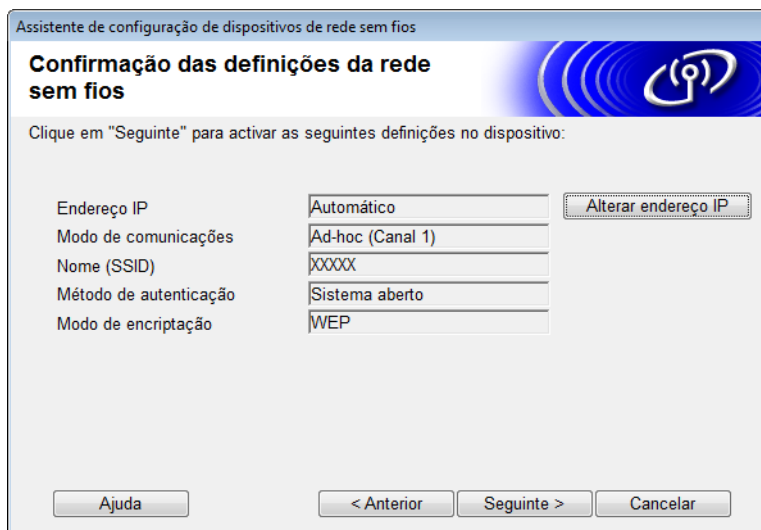 Assistente de configuração de dispositivos de rede sem fios
Confirmação das definições da rede
sem fios
Clique em "Seguinte" para activar as seguintes definições no dispositivo:
Endereço IP Automático Alterar endereço IP
Modo de comunicações Ad-hoc (Canal 1)
Nome (SSID) XXXXX
Método de autenticação Sistema aberto
Modo de encriptação WEP
Ajuda < Anterior Seguinte > Cancelar